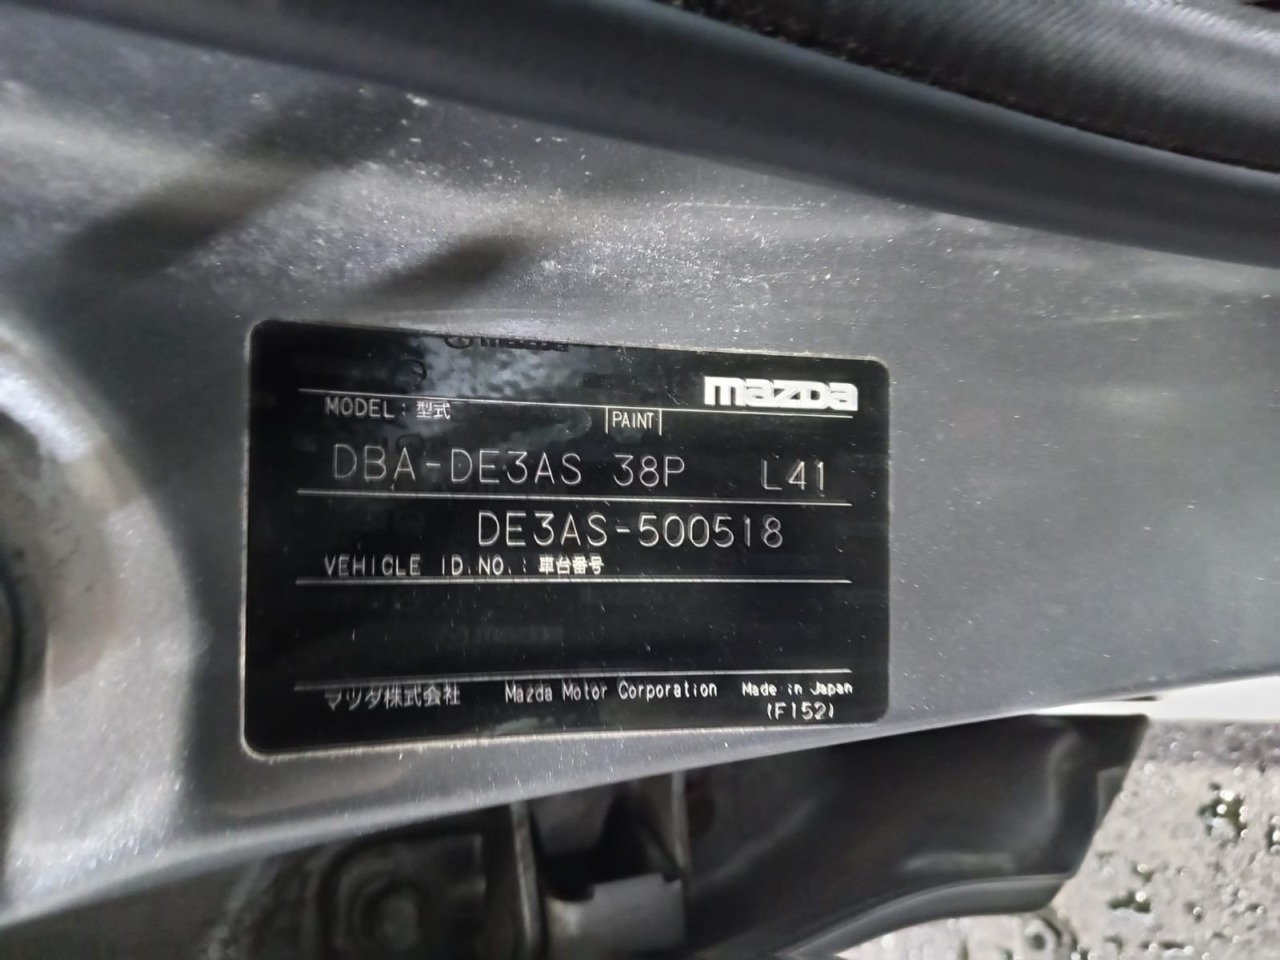 mazda
MODEL : 型式 PAINT
DBA-DE3AS 38P L41
DE3AS-500518
VEHICLE ID.NO. : 車台番号
マツダ株式会社 Mazda Motor Corporation Made in Japan
(F152)